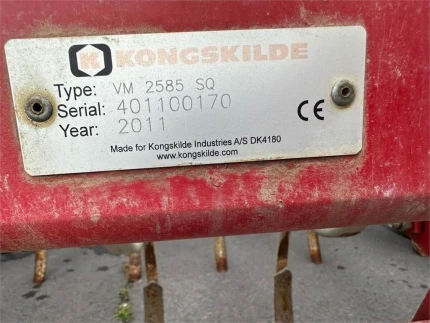 KONGSKILDE
Type: VM 2585 SQ
Serial: 401100170
Year: 2011
CE
Made for Kongskilde Industries A/S DK4180
www.kongskilde.com